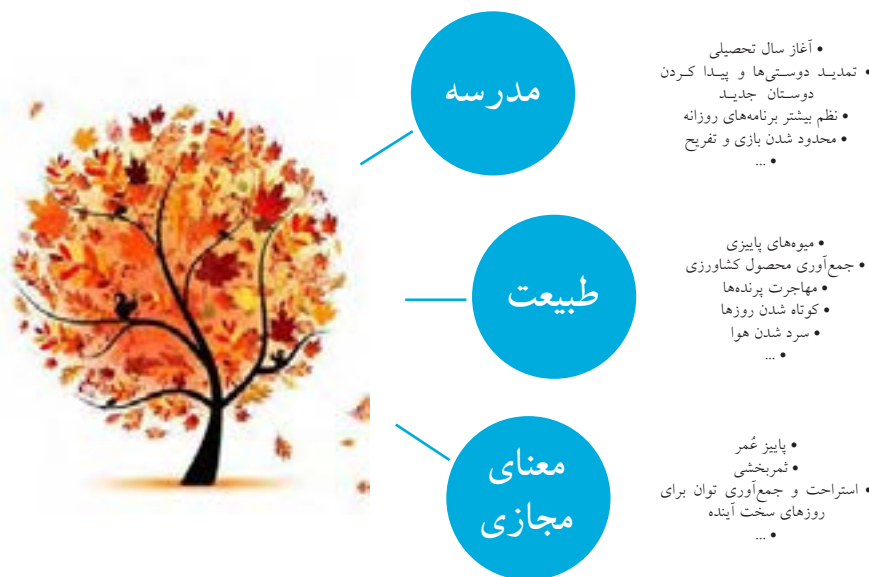 مدرسه
• آغاز سال تحصیلی
• تمدید دوستی‌ها و پیدا کردن
دوستان جدید
• نظم بیشتر برنامه‌های روزانه
• محدود شدن بازی و تفریح
• ...
طبیعت
• میوه‌های پاییزی
• جمع‌آوری محصول کشاورزی
• مهاجرت پرنده‌ها
• کوتاه شدن روزها
• سرد شدن هوا
• ...
معنای
مجازی
• پاییز عُمر
• ثمربخشی
• استراحت و جمع‌آوری توان برای
روزهای سخت آینده
• ...